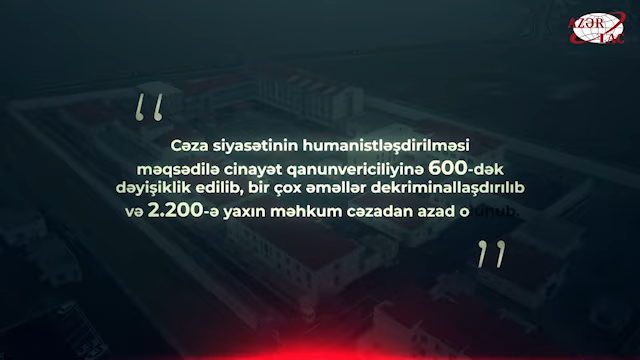 AZƏR
TAC
Cəza siyasətinin humanistləşdirilməsi
məqsədilə cinayət qanunvericiliyinə 600-dək
dəyişiklik edilib, bir çox əməllər dekriminallaşdırılıb
və 2.200-ə yaxın məhkum cəzadan azad olunub.